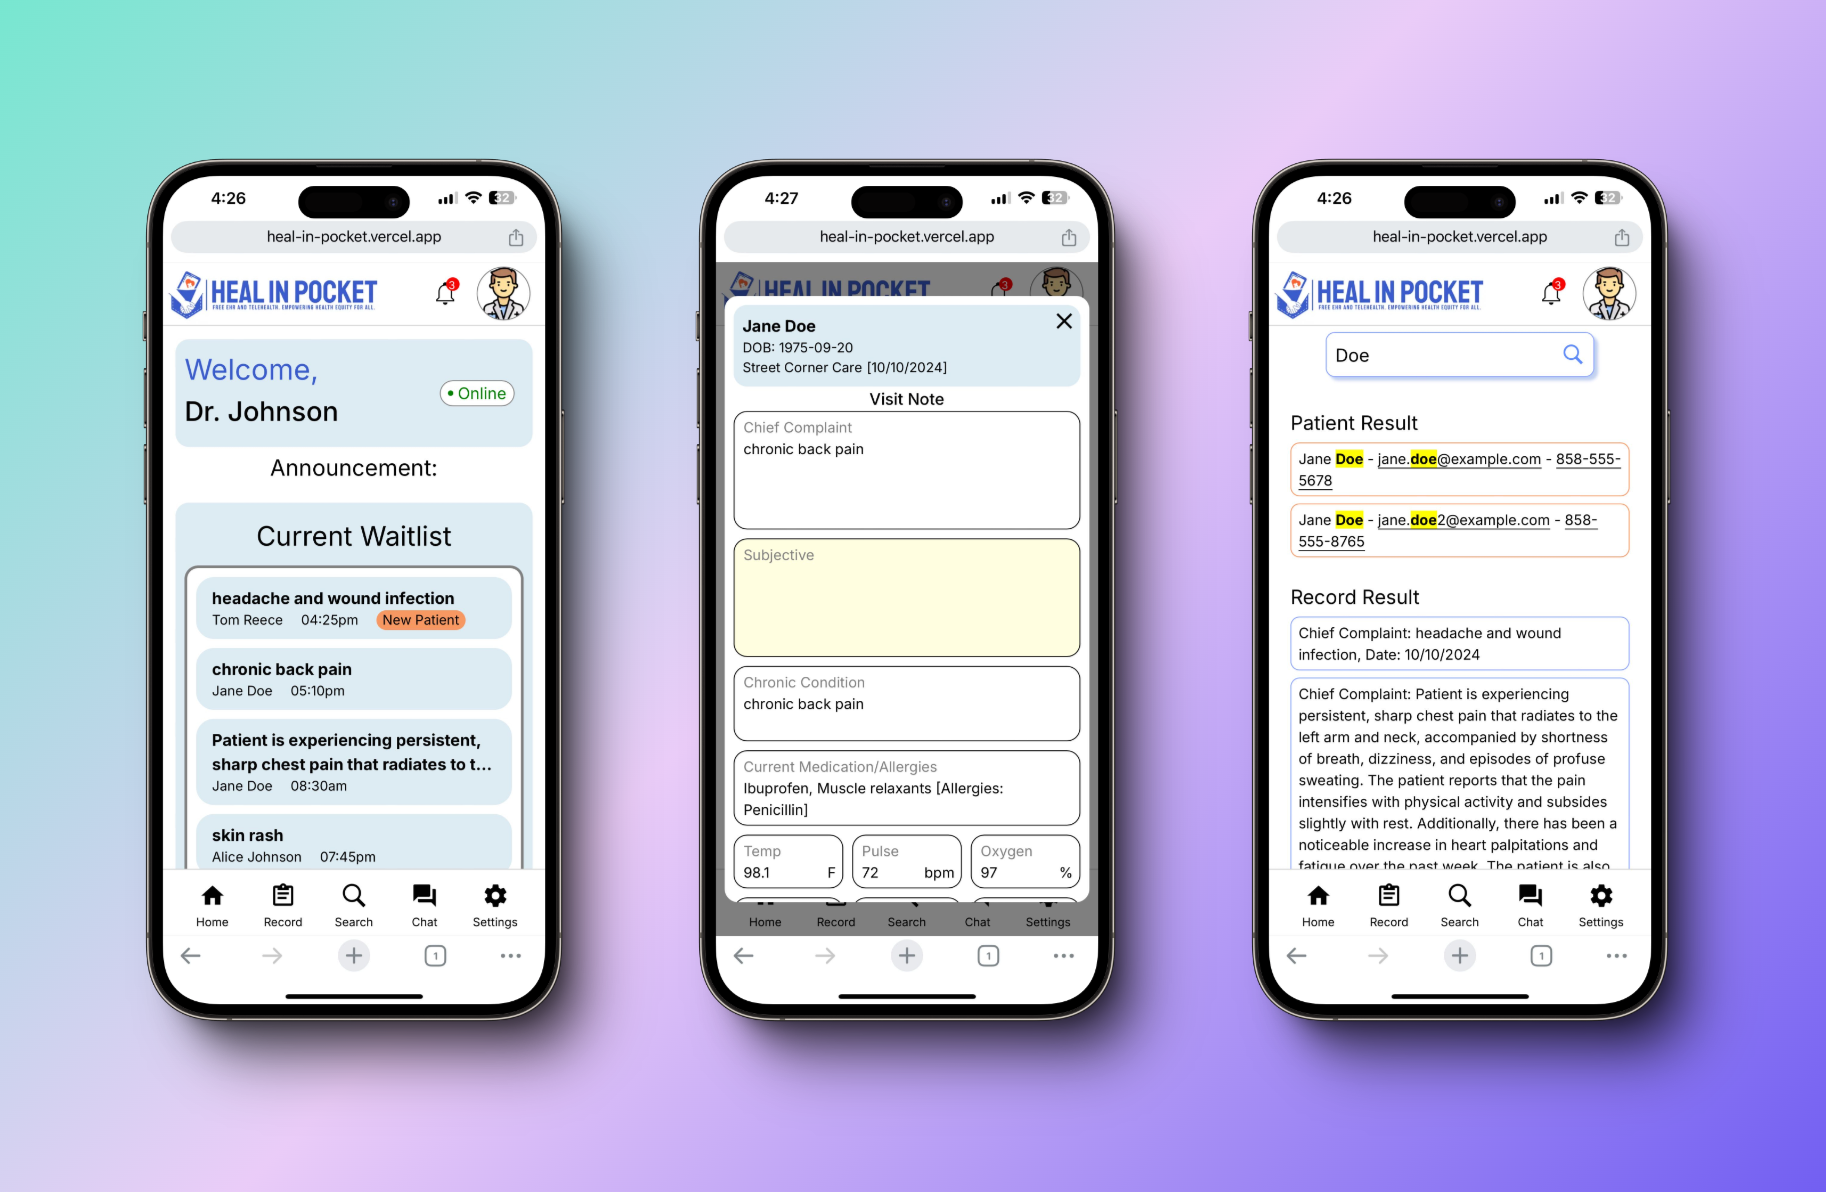 4:26
32
heal-in-pocket.vercel.app
HEAL IN POCKET
FREE EHR AND TELEHEALTH. EMPOWERING HEALTH EQUITY FOR ALL.
3
Welcome,
Dr. Johnson
• Online
Announcement:
Current Waitlist
headache and wound infection
Tom Reece 04:25pm New Patient
chronic back pain
Jane Doe 05:10pm
Patient is experiencing persistent,
sharp chest pain that radiates to t...
Jane Doe 08:30am
skin rash
Alice Johnson 07:45pm
Home Record Search Chat Settings
1
4:27
32
heal-in-pocket.vercel.app
HEAL IN POCKET
3
Jane Doe
DOB: 1975-09-20
Street Corner Care [10/10/2024]
Visit Note
Chief Complaint
chronic back pain
Subjective
Chronic Condition
chronic back pain
Current Medication/Allergies
Ibuprofen, Muscle relaxants [Allergies:
Penicillin]
Temp Pulse Oxygen
98.1 F 72 bpm 97 %
Home Record Search Chat Settings
1
4:26
32
heal-in-pocket.vercel.app
HEAL IN POCKET
FREE EHR AND TELEHEALTH. EMPOWERING HEALTH EQUITY FOR ALL.
3
Doe
Patient Result
Jane Doe - jane.doe@example.com - 858-555-
5678
Jane Doe - jane.doe2@example.com - 858-
555-8765
Record Result
Chief Complaint: headache and wound
infection, Date: 10/10/2024
Chief Complaint: Patient is experiencing
persistent, sharp chest pain that radiates to the
left arm and neck, accompanied by shortness
of breath, dizziness, and episodes of profuse
sweating. The patient reports that the pain
intensifies with physical activity and subsides
slightly with rest. Additionally, there has been a
noticeable increase in heart palpitations and
fatigue over the past week. The patient is also
Home Record Search Chat Settings
1